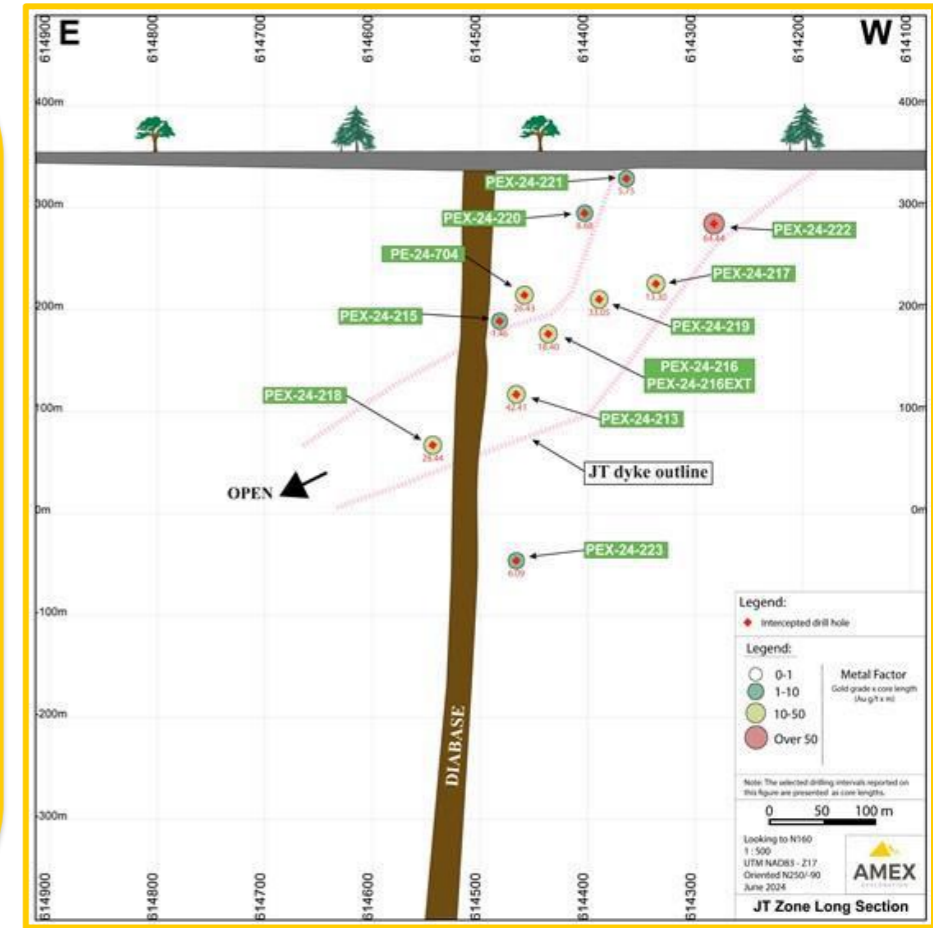 E
W
614900 614800 614700 614600 614500 614400 614300 614200 614100
400m 400m
300m 300m
200m 200m
100m 100m
0m 0m
-100m
-200m
-300m
PEX-24-221
5.75
PEX-24-220
8.68
PEX-24-222
64.44
PE-24-704
26.43
PEX-24-217
13.30
PEX-24-215
1.46
PEX-24-219
33.05
PEX-24-216
PEX-24-216EXT
18.40
PEX-24-218
29.44
PEX-24-213
42.41
JT dyke outline
OPEN
PEX-24-223
6.09
DIABASE
Legend:
Intercepted drill hole
Legend:
0-1
1-10
10-50
Over 50
Metal Factor
Gold grade x core length
(Au g/t x m)
Note: The selected drilling intervals reported on
this figure are presented as core lengths.
0 50 100 m
Looking to N160
1 : 500
UTM NAD83 - Z17
Oriented N250/-90
June 2024
AMEX
EXPLORATION
JT Zone Long Section
614900 614800 614700 614600 614500 614400 614300